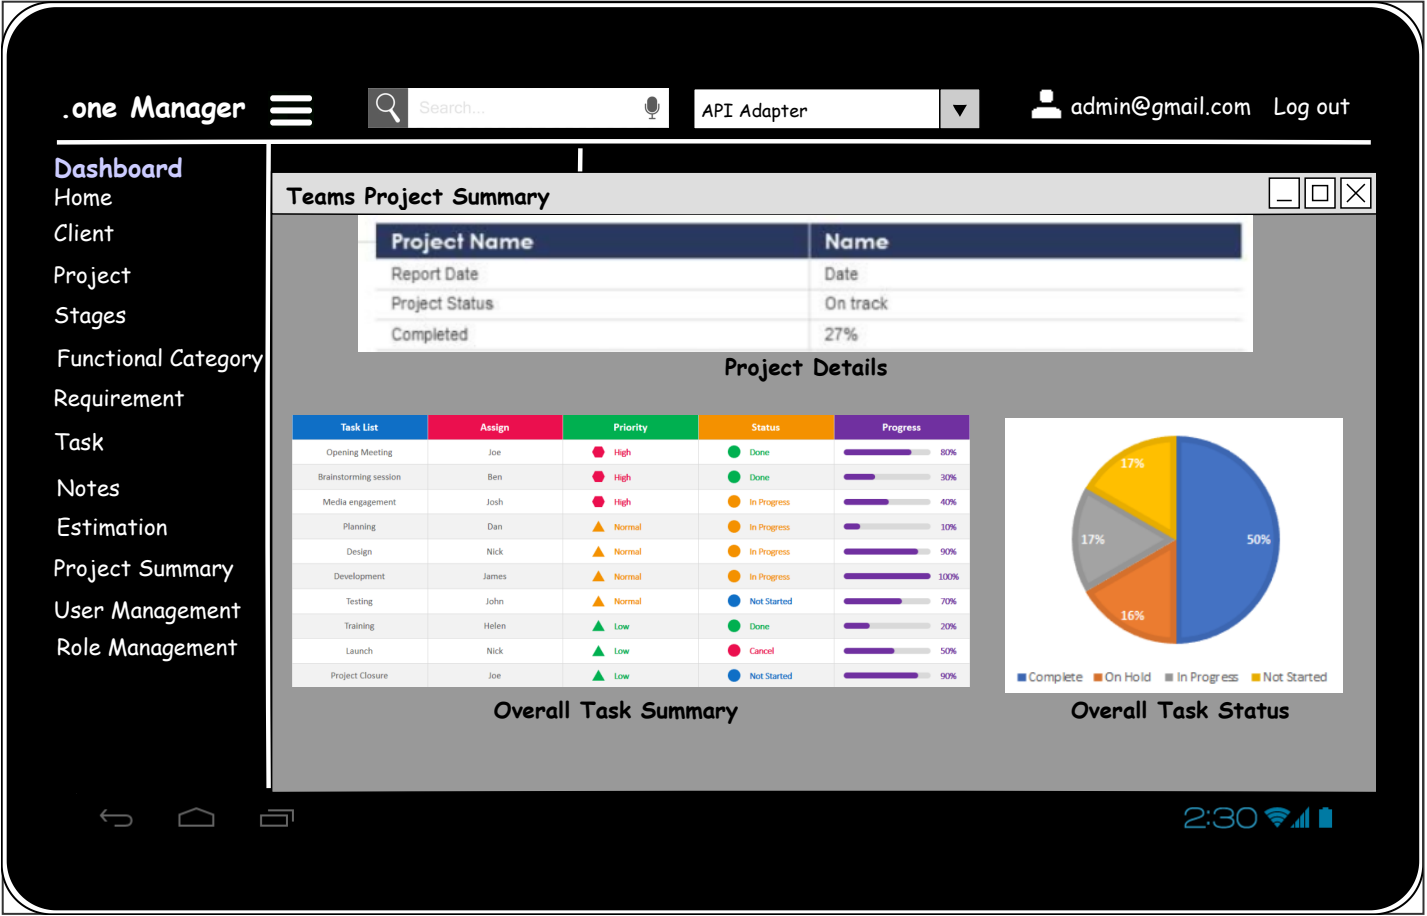 .one Manager
Search...
API Adapter
admin@gmail.com Log out
Dashboard
Home
Client
Project
Stages
Functional Category
Requirement
Task
Notes
Estimation
Project Summary
User Management
Role Management
Teams Project Summary
Project Name Name
Report Date Date
Project Status On track
Completed 27%
Project Details
Task List Assign Priority Status Progress
Opening Meeting Joe High Done 80%
Brainstorming session Ben High Done 30%
Media engagement Josh High In Progress 40%
Planning Dan Normal In Progress 10%
Design Nick Normal In Progress 90%
Development James Normal In Progress 100%
Testing John Normal Not Started 70%
Training Helen Low Done 20%
Launch Nick Low Cancel 50%
Project Closure Joe Low Not Started 90%
Overall Task Summary
17%
17%
50%
16%
Complete On Hold In Progress Not Started
Overall Task Status
2:30